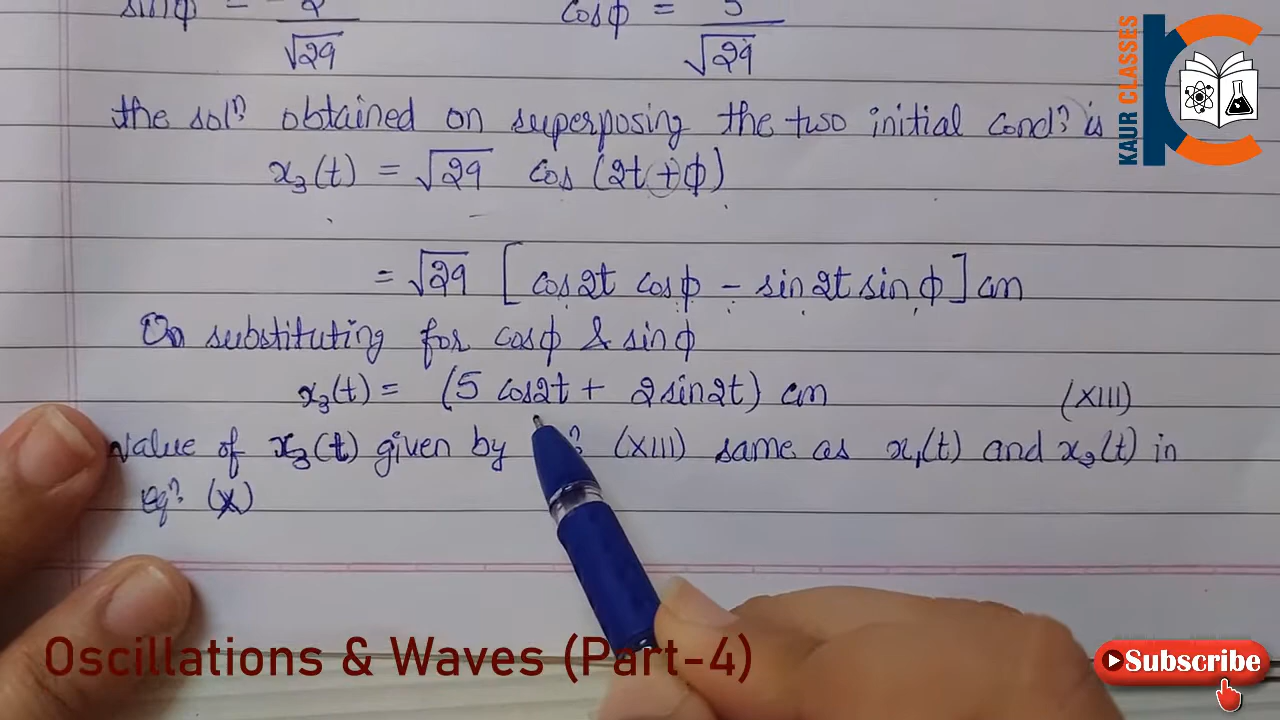 sinφ = 2/√29 cosφ = 5/√29
the solⁿ obtained on superposing the two initial condⁿ is
x₃(t) = √29 cos (2t + φ)
= √29 [cos2t cosφ - sin2t sinφ] cm
On substituting for cosφ & sinφ
x₃(t) = (5 cos2t + 2sin2t) cm (XIII)
Value of x₃(t) given by (XIII) same as x₁(t) and x₂(t) in
eqⁿ (X)
KAUR CLASSES
Oscillations & Waves (Part-4)
Subscribe